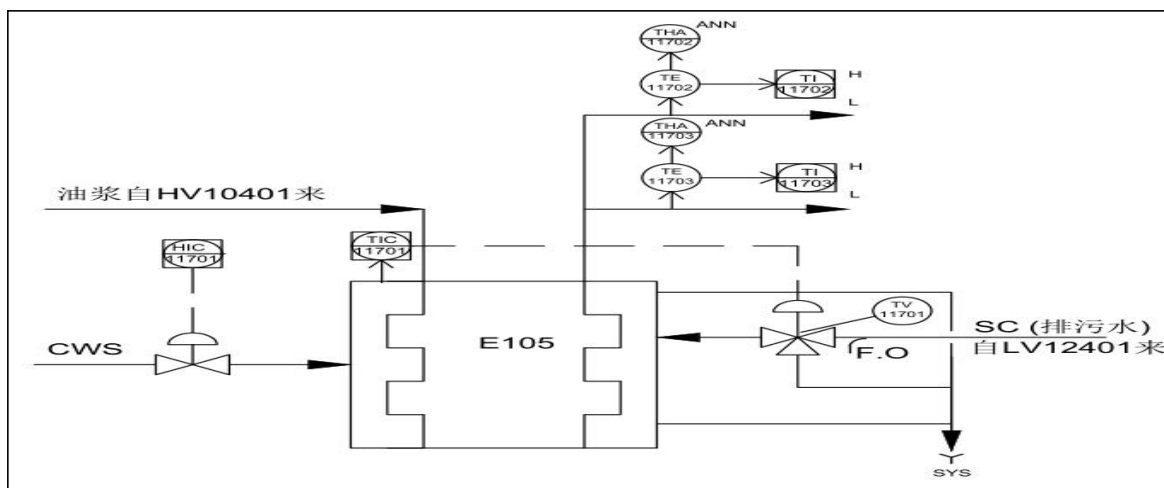 THA
11702
ANN
TE
11702
TI
11702
H
L
THA
11703
ANN
TE
11703
TI
11703
H
L
油浆自HV10401来
HIC
11701
TIC
11701
TV
11701
CWS
E105
F.O
SC (排污水)
自LV12401来
SYS